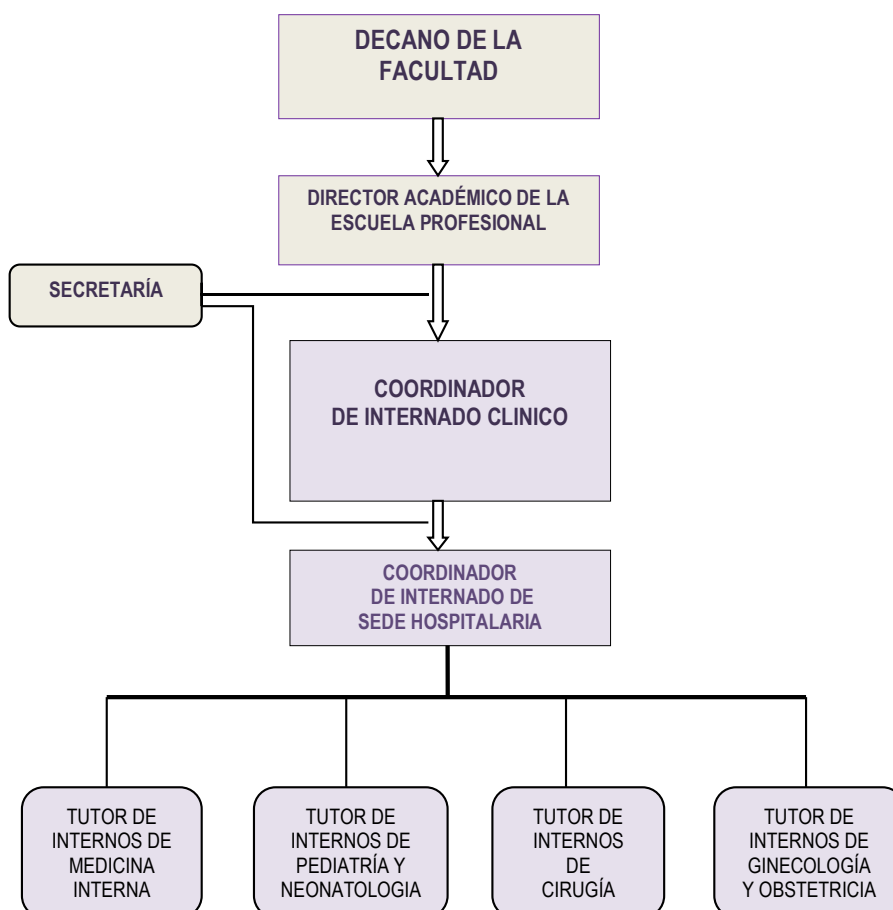 DECANO DE LA
FACULTAD
DIRECTOR ACADÉMICO DE LA
ESCUELA PROFESIONAL
SECRETARÍA
COORDINADOR
DE INTERNADO CLINICO
COORDINADOR
DE INTERNADO DE
SEDE HOSPITALARIA
TUTOR DE
INTERNOS DE
MEDICINA
INTERNA
TUTOR DE
INTERNOS DE
PEDIATRÍA Y
NEONATOLOGIA
TUTOR DE
INTERNOS
DE
CIRUGÍA
TUTOR DE
INTERNOS DE
GINECOLOGÍA
Y OBSTETRICIA